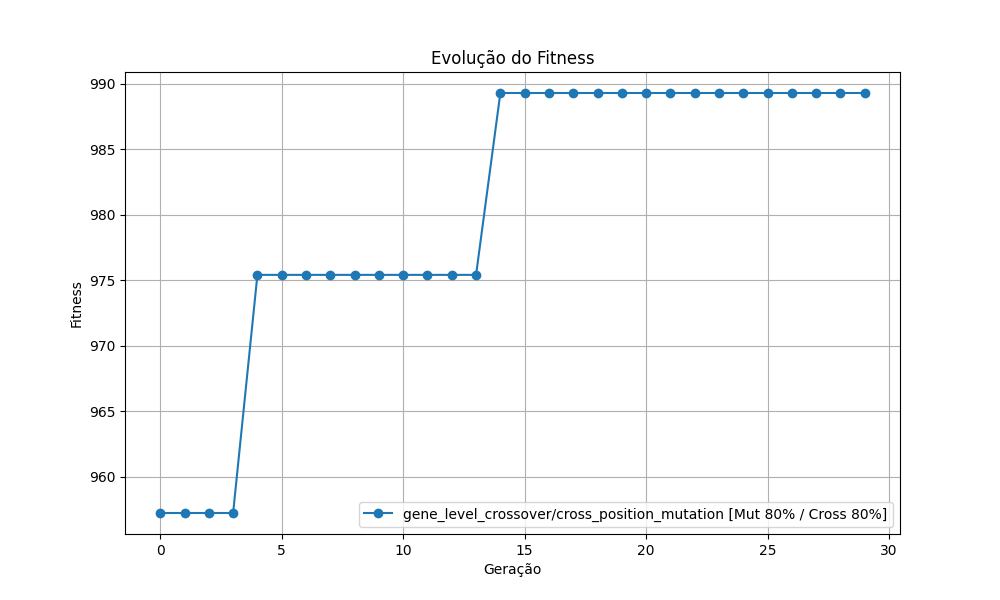 Evolução do Fitness
Fitness
990
985
980
975
970
965
960
gene_level_crossover/cross_position_mutation [Mut 80% / Cross 80%]
0 5 10 15 20 25 30
Geração